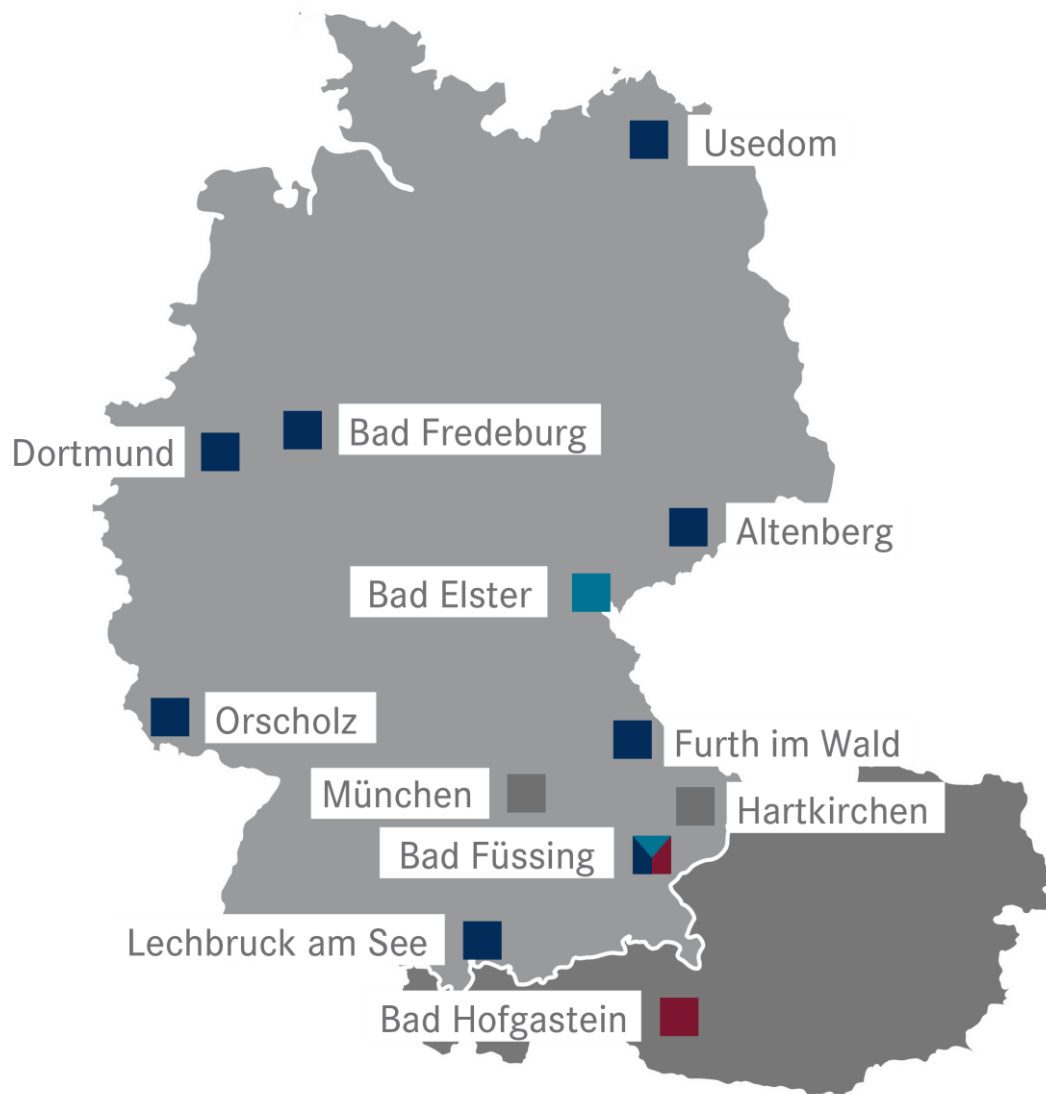 Usedom
Bad Fredeburg
Dortmund
Altenberg
Bad Elster
Orscholz
Furth im Wald
München
Hartkirchen
Bad Füssing
Lechbruck am See
Bad Hofgastein